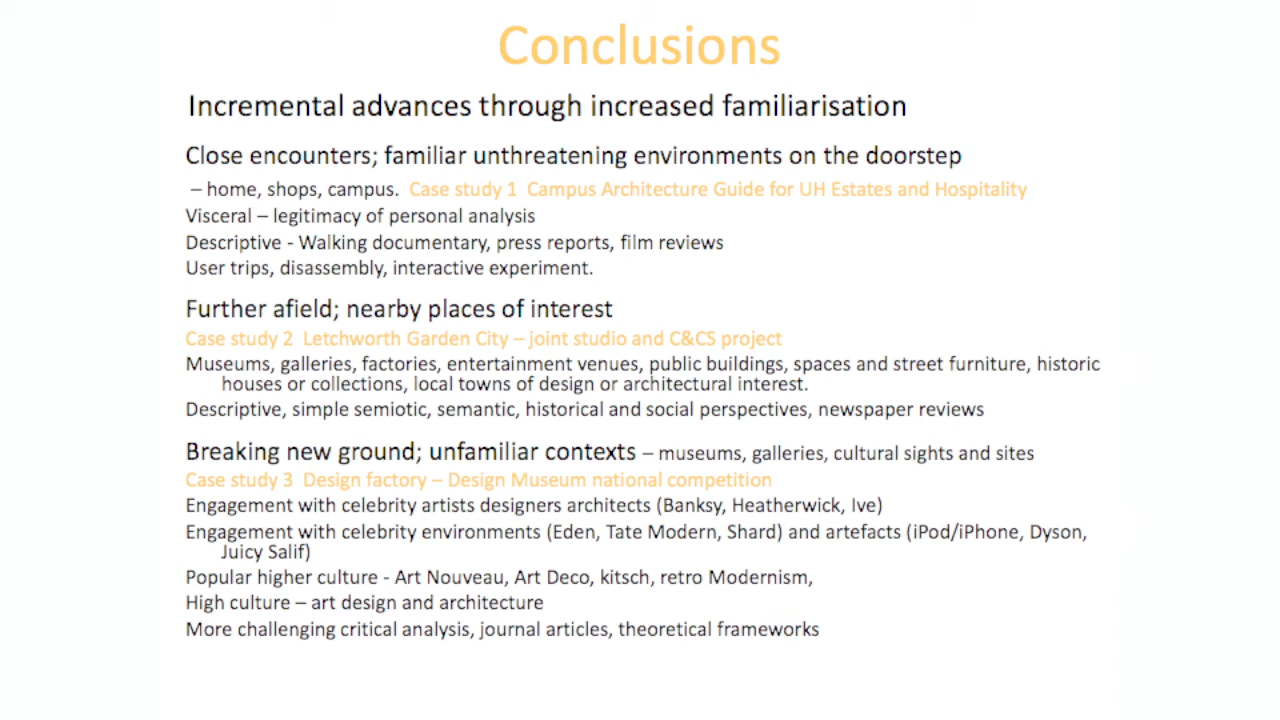 Conclusions
Incremental advances through increased familiarisation
Close encounters; familiar unthreatening environments on the doorstep
– home, shops, campus. Case study 1 Campus Architecture Guide for UH Estates and Hospitality
Visceral – legitimacy of personal analysis
Descriptive - Walking documentary, press reports, film reviews
User trips, disassembly, interactive experiment.
Further afield; nearby places of interest
Case study 2 Letchworth Garden City – joint studio and C&CS project
Museums, galleries, factories, entertainment venues, public buildings, spaces and street furniture, historic
houses or collections, local towns of design or architectural interest.
Descriptive, simple semiotic, semantic, historical and social perspectives, newspaper reviews
Breaking new ground; unfamiliar contexts – museums, galleries, cultural sights and sites
Case study 3 Design factory – Design Museum national competition
Engagement with celebrity artists designers architects (Banksy, Heatherwick, Ive)
Engagement with celebrity environments (Eden, Tate Modern, Shard) and artefacts (iPod/iPhone, Dyson,
Juicy Salif)
Popular higher culture - Art Nouveau, Art Deco, kitsch, retro Modernism,
High culture – art design and architecture
More challenging critical analysis, journal articles, theoretical frameworks